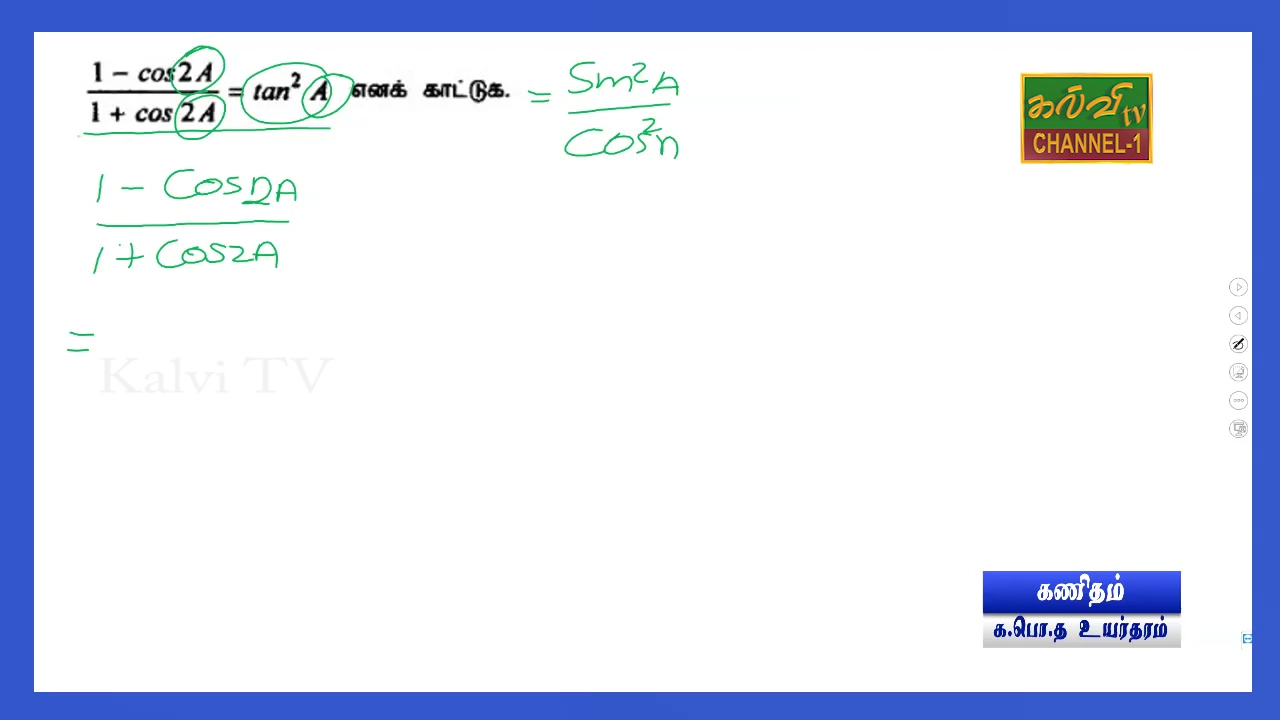 1 − cos 2A
1 + cos 2A
= tan² A எனக் காட்டுக.
= Sin²A
Cos²n
1 − Cos2A
1 + Cos2A
=
Kalvi TV
கல்வி tv
CHANNEL-1
கணிதம்
க.பொ.த உயர்தரம்